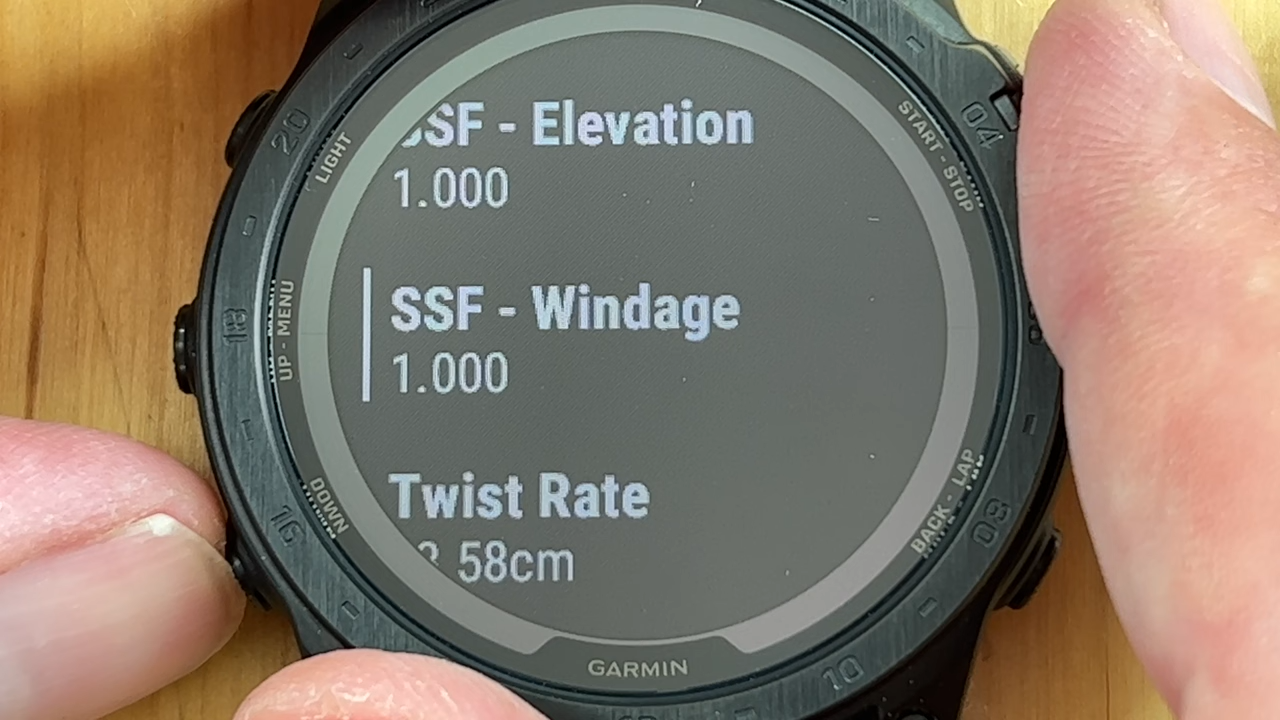 SSF - Elevation
1.000
SSF - Windage
1.000
Twist Rate
58cm
GARMIN
LIGHT
UP - MENU
DOWN
START - STOP
BACK - LAP
20
18
16
04
08
10